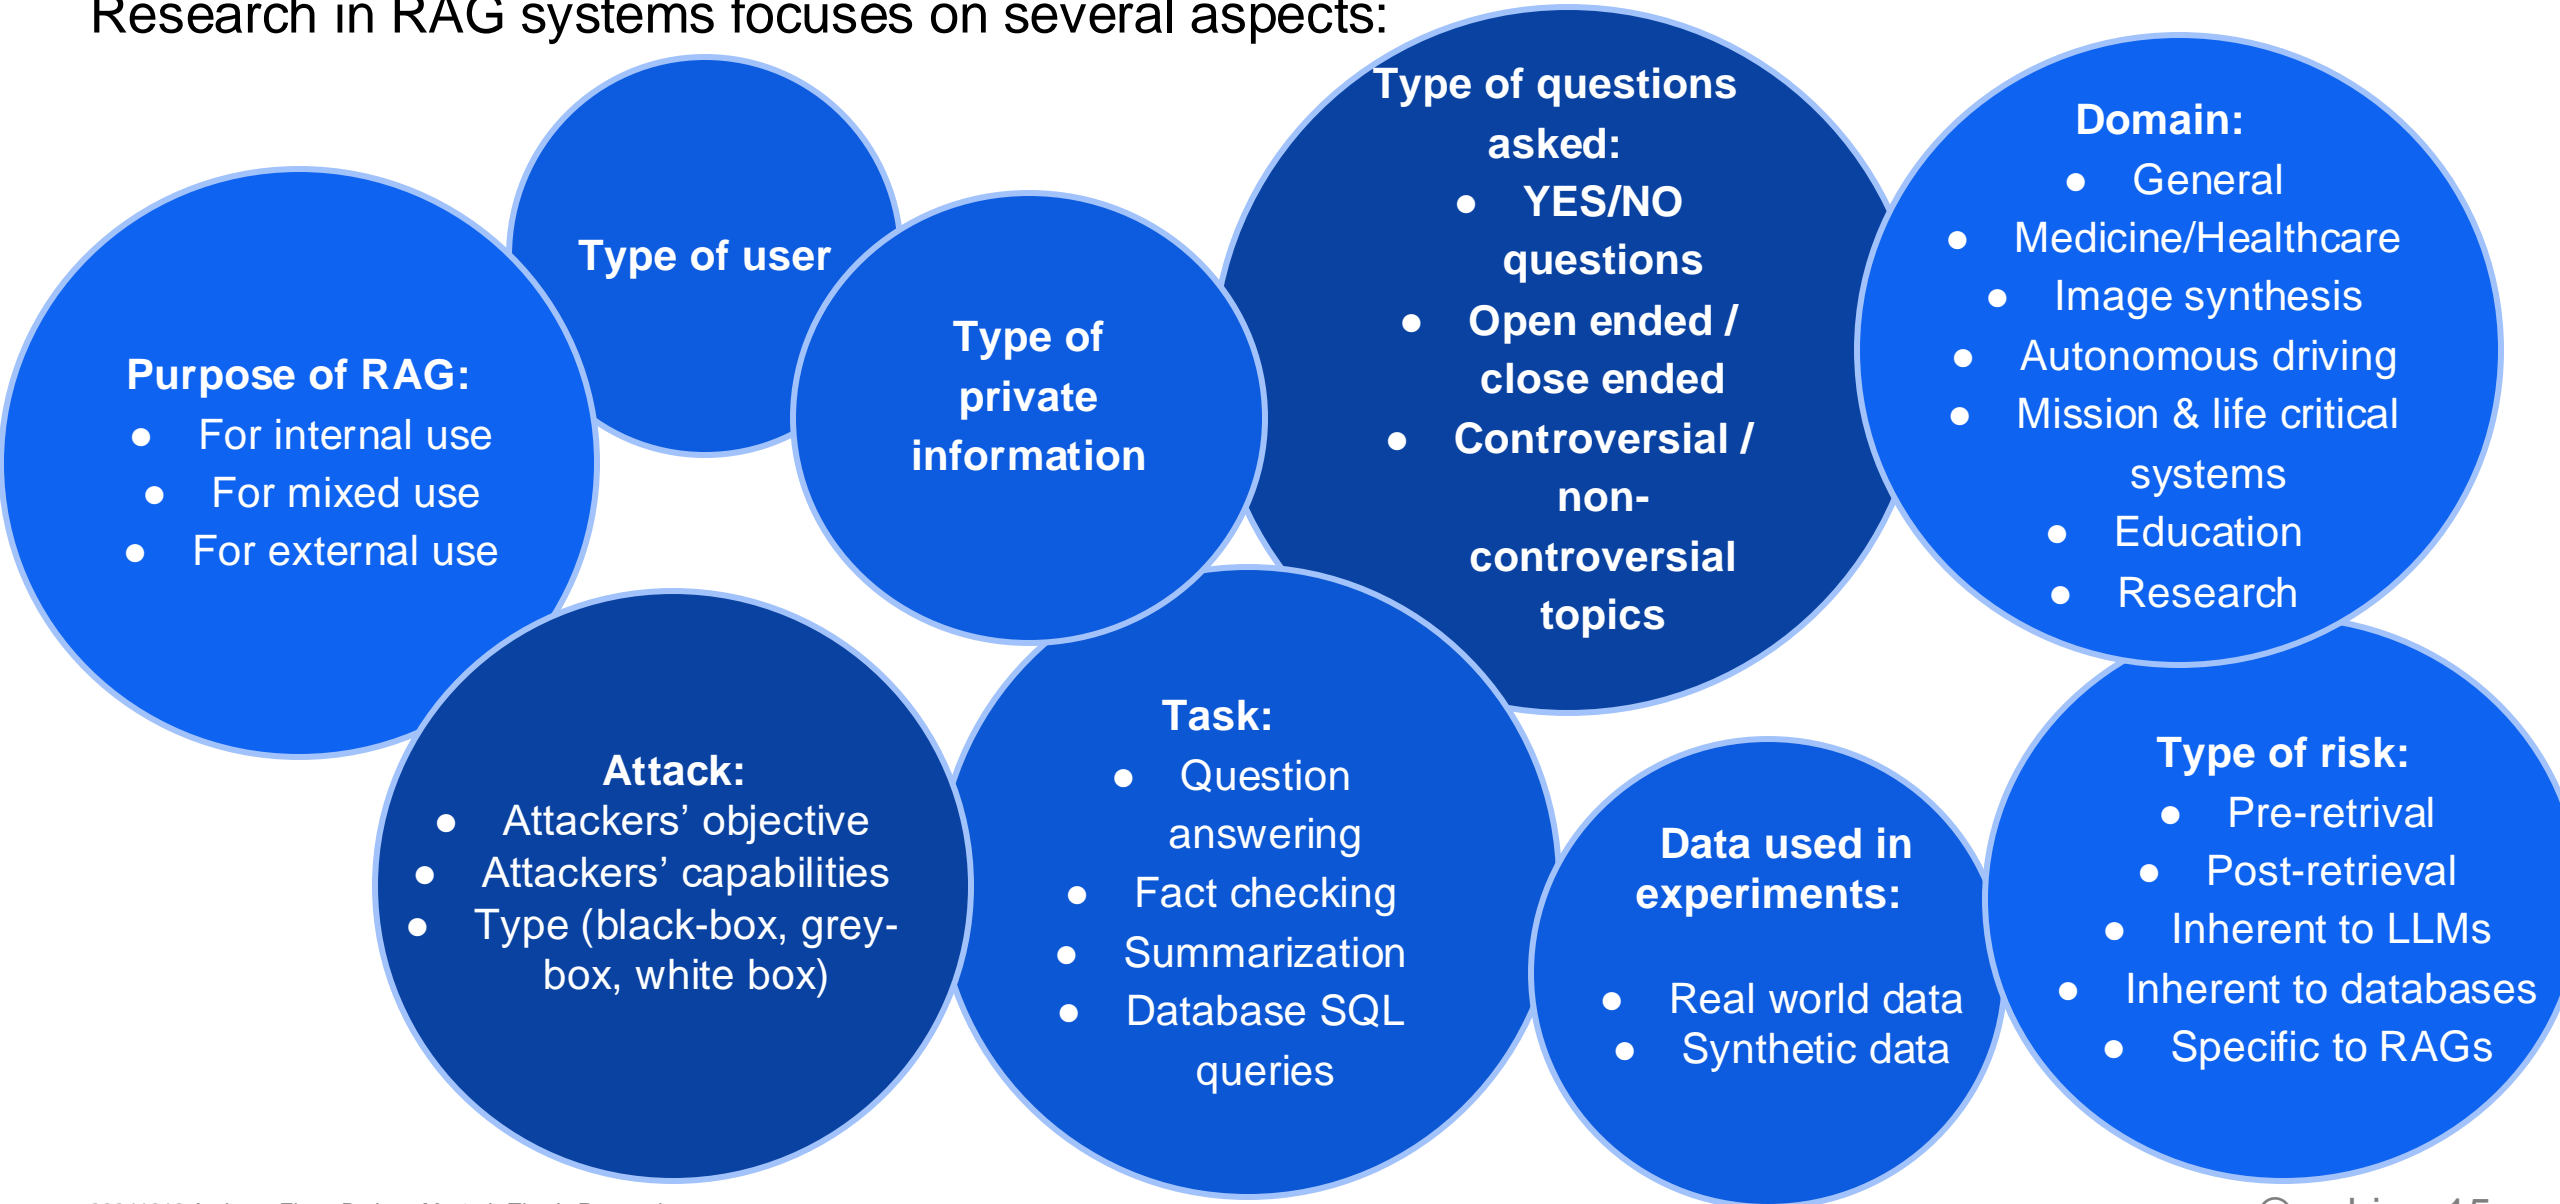 Research in RAG systems focuses on several aspects:
Purpose of RAG:
● For internal use
● For mixed use
● For external use
Type of user
Type of
private
information
Type of questions
asked:
● YES/NO
questions
● Open ended /
close ended
● Controversial /
non-
controversial
topics
Domain:
● General
● Medicine/Healthcare
● Image synthesis
● Autonomous driving
● Mission & life critical
systems
● Education
● Research
Attack:
● Attackers’ objective
● Attackers’ capabilities
● Type (black-box, grey-
box, white box)
Task:
● Question
answering
● Fact checking
● Summarization
● Database SQL
queries
Data used in
experiments:
● Real world data
● Synthetic data
Type of risk:
● Pre-retrival
● Post-retrieval
● Inherent to LLMs
● Inherent to databases
● Specific to RAGs